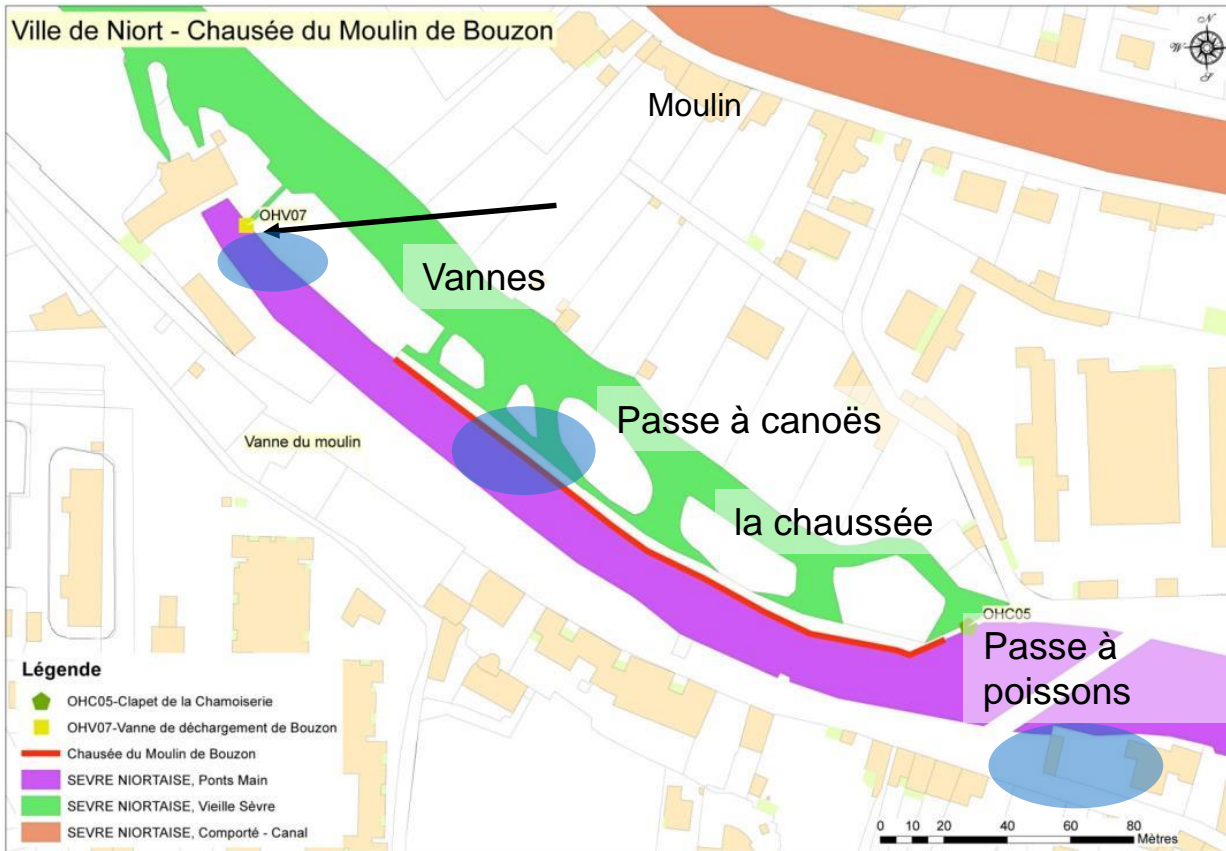 Ville de Niort - Chausée du Moulin de Bouzon
N
W
S
Moulin
OHV07
Vannes
Passe à canoës
Vanne du moulin
la chaussée
OHC05
Passe à
poissons
Légende
OHC05-Clapet de la Chamoiserie
OHV07-Vanne de déchargement de Bouzon
Chausée du Moulin de Bouzon
SEVRE NIORTAISE, Ponts Main
SEVRE NIORTAISE, Vieille Sèvre
SEVRE NIORTAISE, Comporté - Canal
0 10 20 40 60 80
Mètres